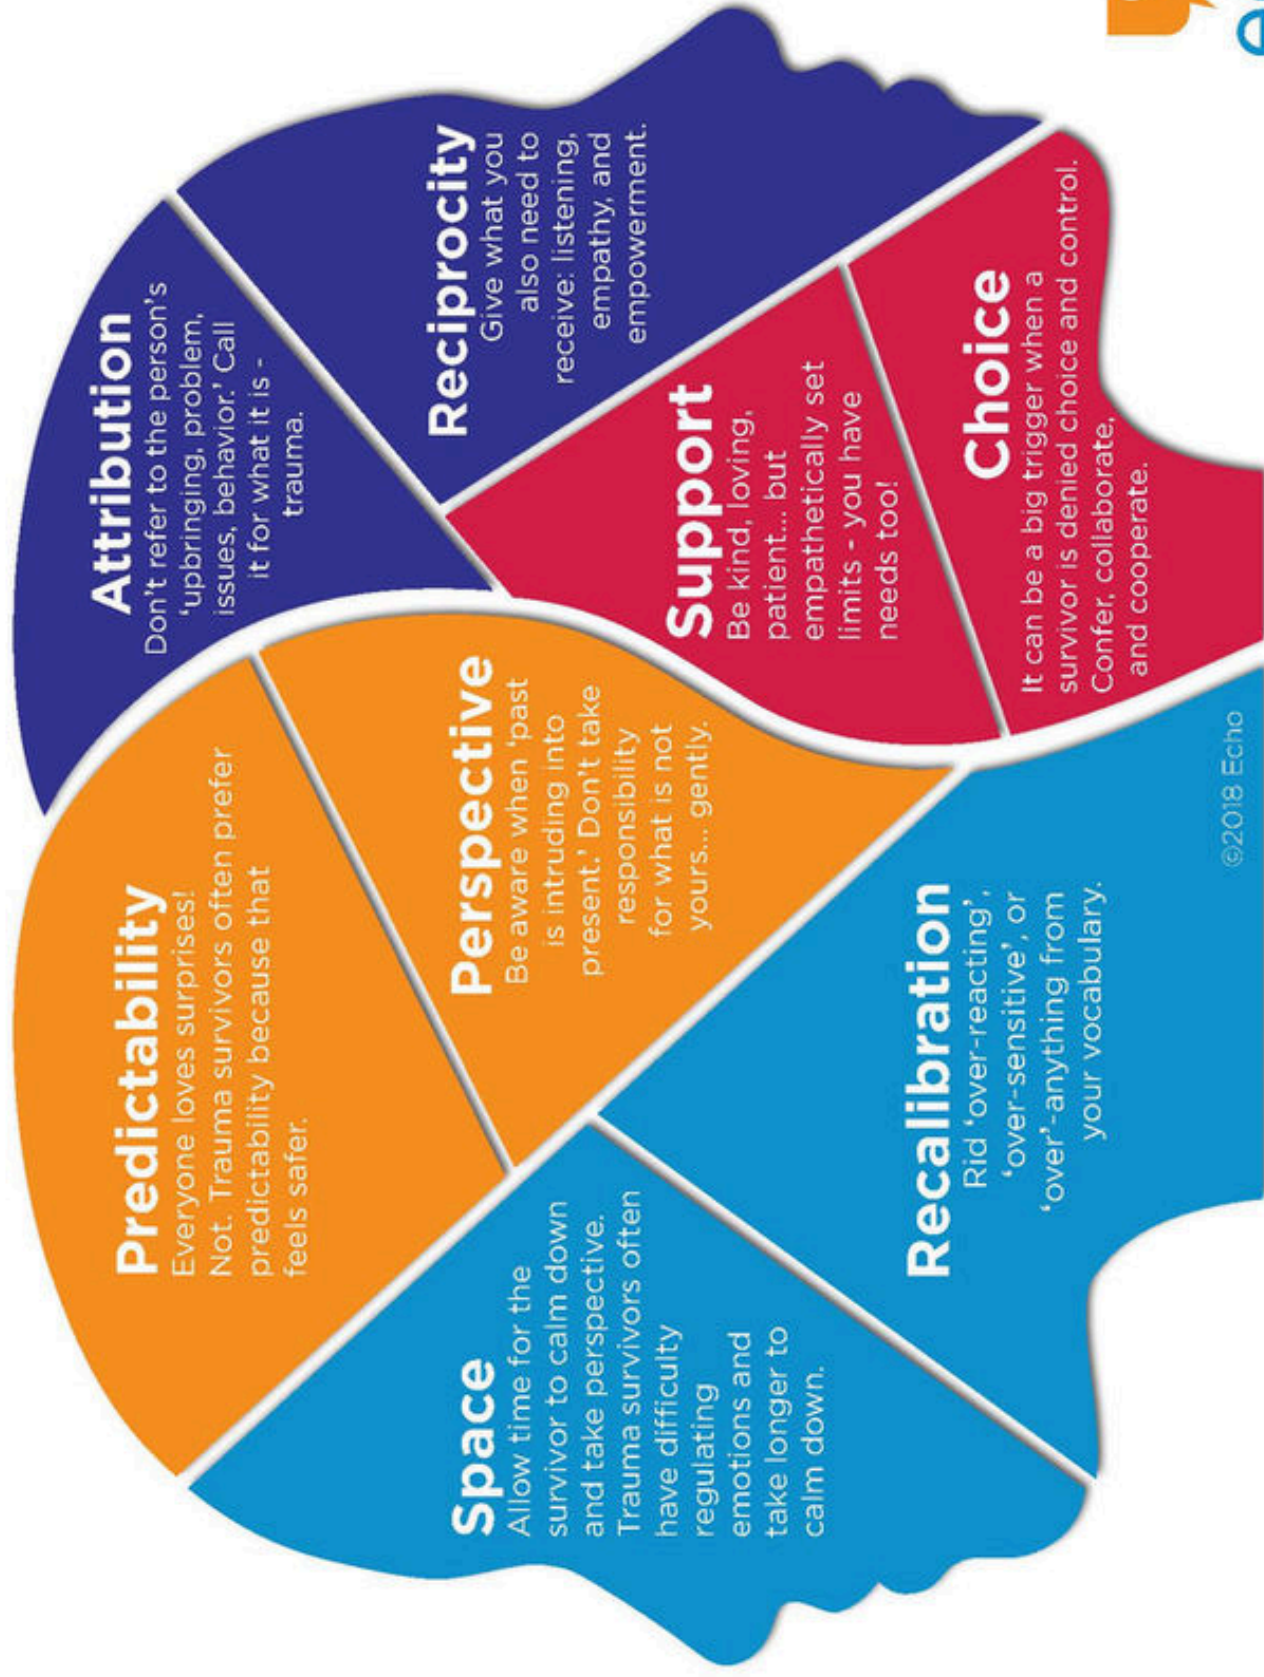 Predictability
Everyone loves surprises!
Not. Trauma survivors often prefer
predictability because that
feels safer.
Attribution
Don't refer to the person's
'upbringing, problem,
issues, behavior.' Call
it for what it is -
trauma.
Space
Allow time for the
survivor to calm down
and take perspective.
Trauma survivors often
have difficulty
regulating
emotions and
take longer to
calm down.
Perspective
Be aware when 'past
is intruding into
present.' Don't take
responsibility
for what is not
yours... gently.
Reciprocity
Give what you
also need to
receive: listening,
empathy, and
empowerment.
Support
Be kind, loving,
patient... but
empathetically set
limits - you have
needs too!
Recalibration
Rid 'over-reacting',
'over-sensitive', or
'over'-anything from
your vocabulary.
Choice
It can be a big trigger when a
survivor is denied choice and control.
Confer, collaborate,
and cooperate.
©2018 Echo